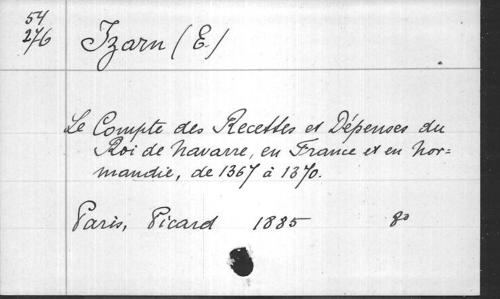 54
276
Izarn (E.)
Le Compte des Recettes et Dépenses du
Roi de Navarre, en France et en Nor=
mandie, de 1367 à 1370.
Paris, Picard 1885 8º